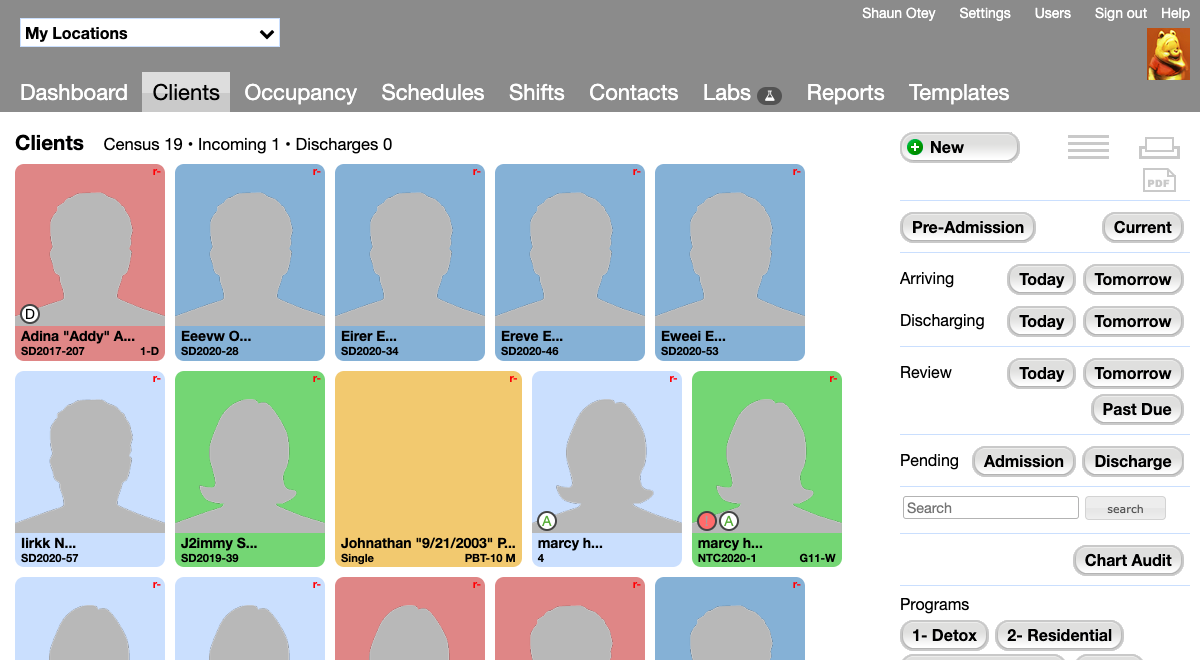 Shaun Otey Settings Users Sign out Help
My Locations
Dashboard Clients Occupancy Schedules Shifts Contacts Labs Reports Templates
Clients Census 19 • Incoming 1 • Discharges 0
New
PDF
Pre-Admission Current
Arriving Today Tomorrow
Discharging Today Tomorrow
Review Today Tomorrow
Past Due
Pending Admission Discharge
Search search
Chart Audit
Programs
1- Detox 2- Residential
r- r- r- r- r-
D
Adina "Addy" A... Eeevw O... Eirer E... Ereve E... Eweei E...
SD2017-207 1-D SD2020-28 SD2020-34 SD2020-46 SD2020-53
r- r- r- r- r-
A A
Iirkk N... J2immy S... Johnathan "9/21/2003" P... marcy h... marcy h...
SD2020-57 SD2019-39 Single PBT-10 M 4 NTC2020-1 G11-W
r- r- r- r- r-